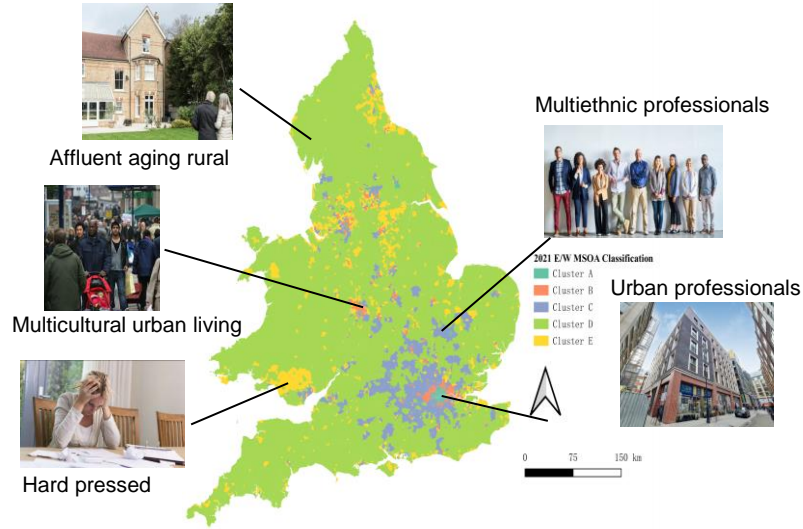 Affluent aging rural
Multiethnic professionals
2021 E/W MSOA Classification
Cluster A
Cluster B
Cluster C
Cluster D
Cluster E
Urban professionals
Multicultural urban living
Hard pressed
0 75 150 km